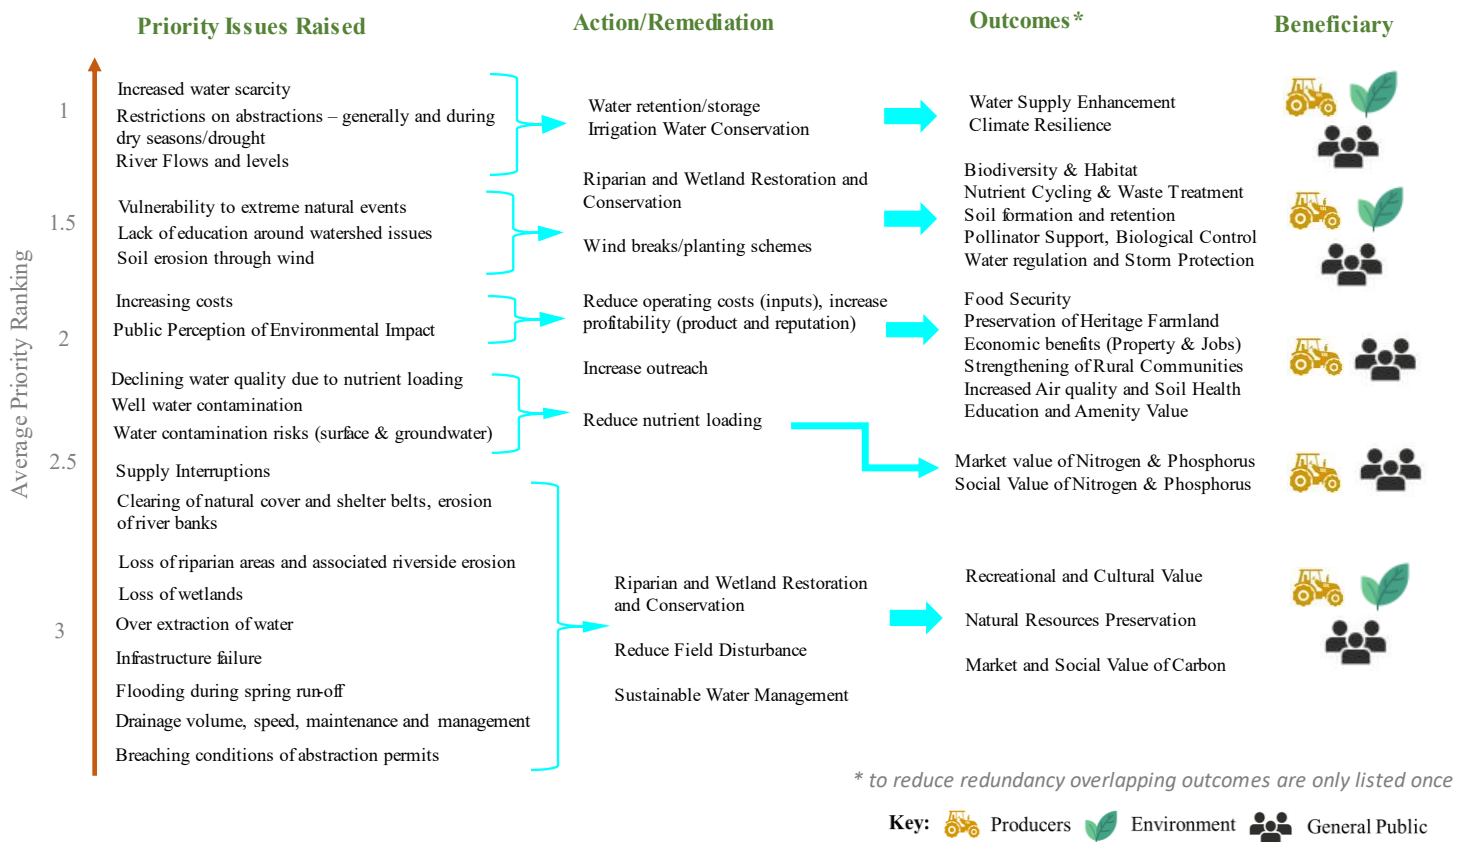 Priority Issues Raised
Action/Remediation
Outcomes*
Beneficiary
Average Priority Ranking
1
Increased water scarcity
Restrictions on abstractions – generally and during
dry seasons/drought
River Flows and levels
Water retention/storage
Irrigation Water Conservation
Water Supply Enhancement
Climate Resilience
1.5
Vulnerability to extreme natural events
Lack of education around watershed issues
Soil erosion through wind
Riparian and Wetland Restoration and
Conservation
Wind breaks/planting schemes
Biodiversity & Habitat
Nutrient Cycling & Waste Treatment
Soil formation and retention
Pollinator Support, Biological Control
Water regulation and Storm Protection
2
Increasing costs
Public Perception of Environmental Impact
Reduce operating costs (inputs), increase
profitability (product and reputation)
Increase outreach
Food Security
Preservation of Heritage Farmland
Economic benefits (Property & Jobs)
Strengthening of Rural Communities
Increased Air quality and Soil Health
Education and Amenity Value
Declining water quality due to nutrient loading
Well water contamination
Water contamination risks (surface & groundwater)
Reduce nutrient loading
2.5
Supply Interruptions
Market value of Nitrogen & Phosphorus
Social Value of Nitrogen & Phosphorus
Clearing of natural cover and shelter belts, erosion
of river banks
Loss of riparian areas and associated riverside erosion
Loss of wetlands
3
Over extraction of water
Infrastructure failure
Flooding during spring run-off
Drainage volume, speed, maintenance and management
Breaching conditions of abstraction permits
Riparian and Wetland Restoration
and Conservation
Reduce Field Disturbance
Sustainable Water Management
Recreational and Cultural Value
Natural Resources Preservation
Market and Social Value of Carbon
* to reduce redundancy overlapping outcomes are only listed once
Key: Producers Environment General Public